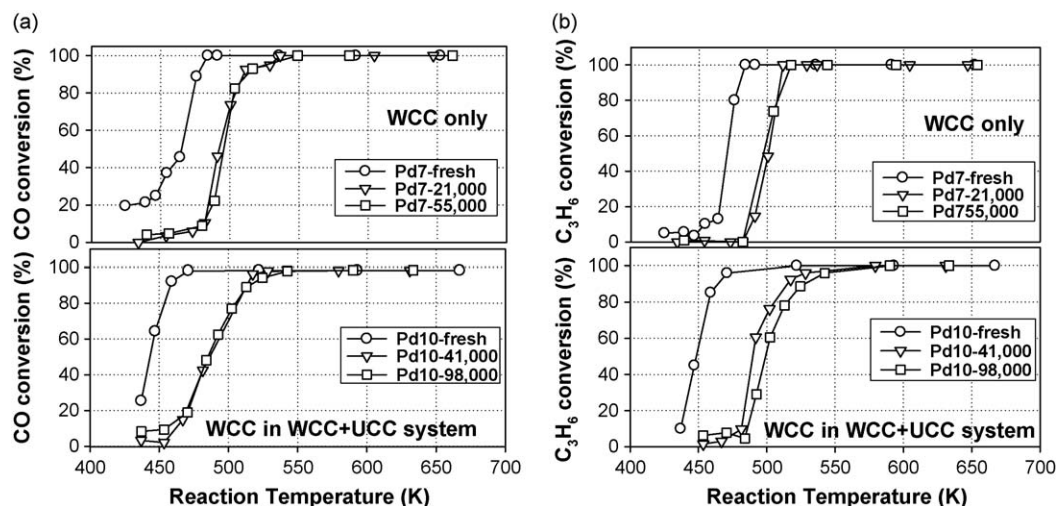 (a)
CO conversion (%)
100
80
60
40
20
0
WCC only
Pd7-fresh
Pd7-21,000
Pd7-55,000
CO conversion (%)
100
80
60
40
20
0
Pd10-fresh
Pd10-41,000
Pd10-98,000
WCC in WCC+UCC system
400 450 500 550 600 650 700
Reaction Temperature (K)
(b)
C₃H₆ conversion (%)
100
80
60
40
20
0
WCC only
Pd7-fresh
Pd7-21,000
Pd755,000
C₃H₆ conversion (%)
100
80
60
40
20
0
Pd10-fresh
Pd10-41,000
Pd10-98,000
WCC in WCC+UCC system
400 450 500 550 600 650 700
Reaction Temperature (K)